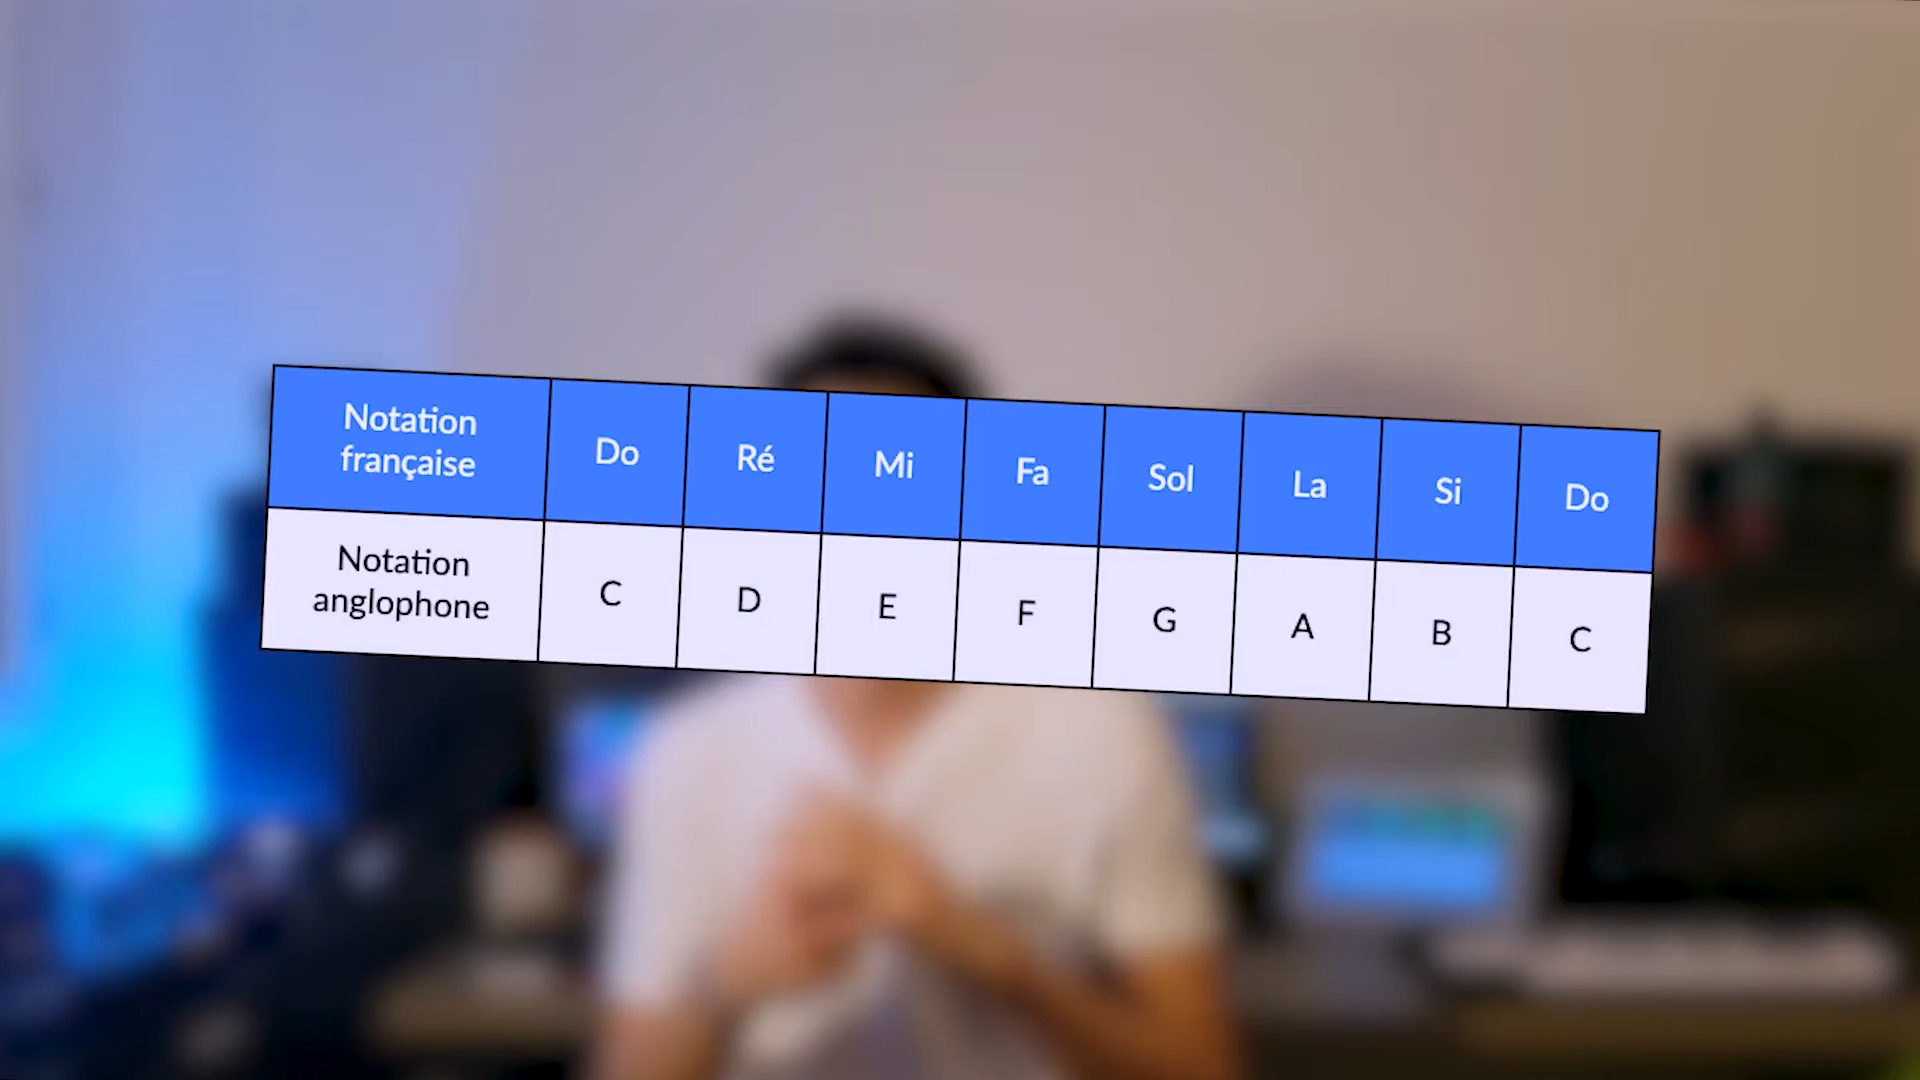 Notation
française
Do
Ré
Mi
Fa
Sol
La
Si
Do
Notation
anglophone
C
D
E
F
G
A
B
C